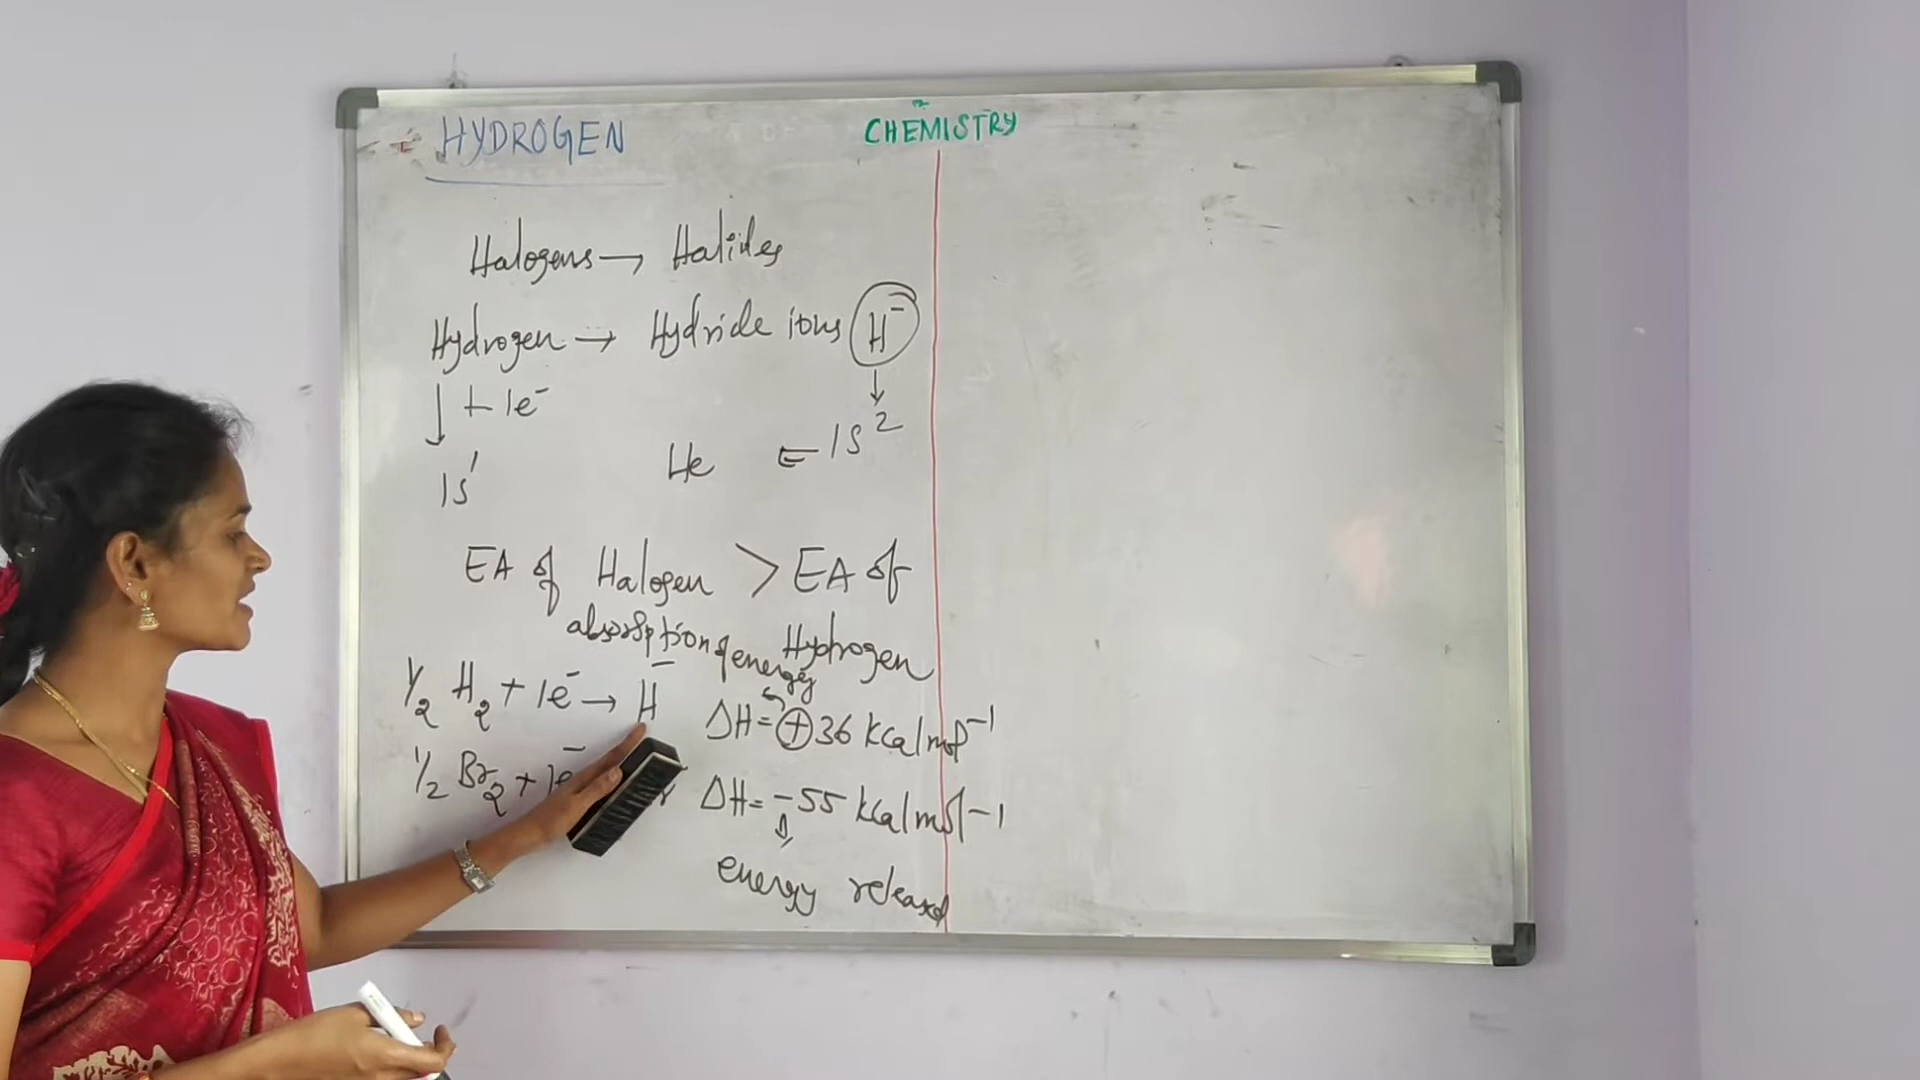 HYDROGEN
CHEMISTRY
Halogens → Halides
Hydrogen → Hydride ions H⁻
↓ + 1e⁻ ↓
1s¹ He ← 1s²
EA of Halogen > EA of
Hydrogen
absorption of energy
½ H₂ + 1e⁻ → H⁻ ΔH = ⊕36 kcal mol⁻¹
½ Br₂ + 1e⁻ ΔH = -55 kcal mol⁻¹
⇓
energy released